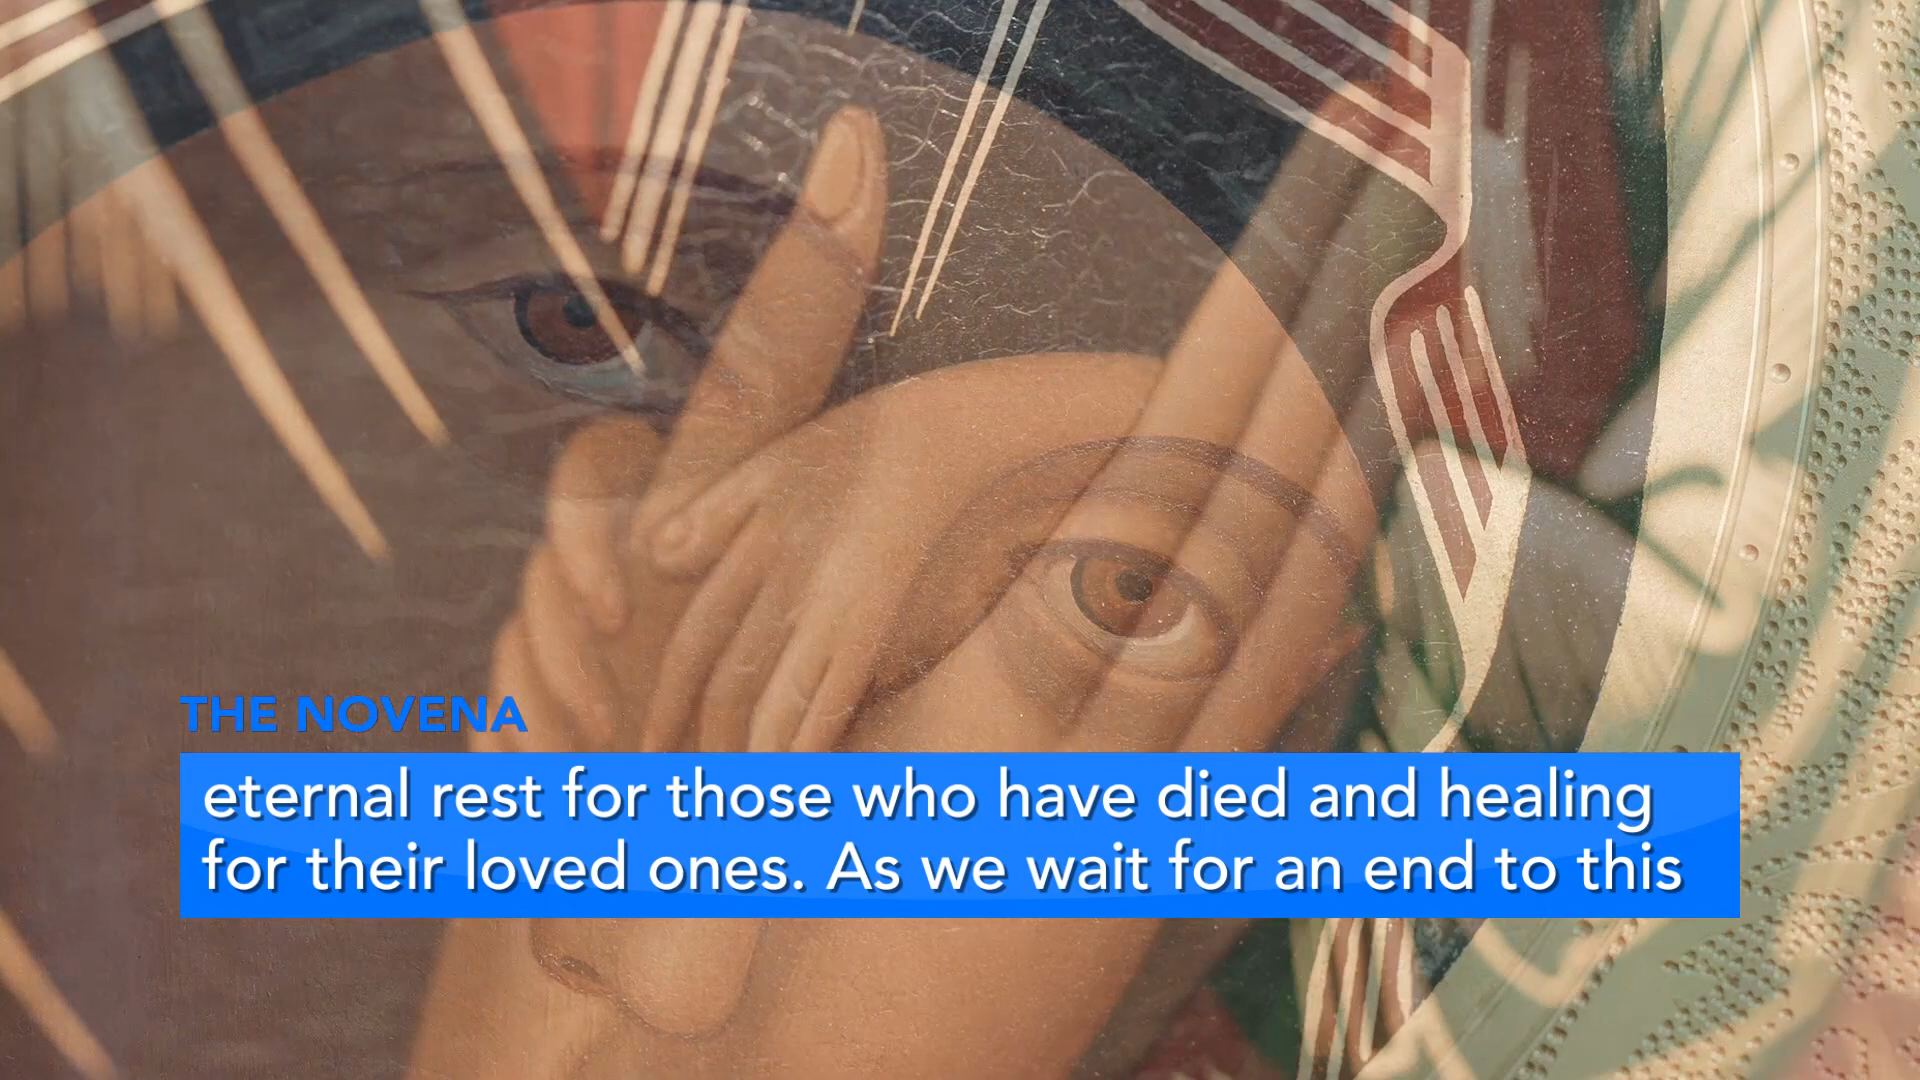 THE NOVENA
eternal rest for those who have died and healing
for their loved ones. As we wait for an end to this